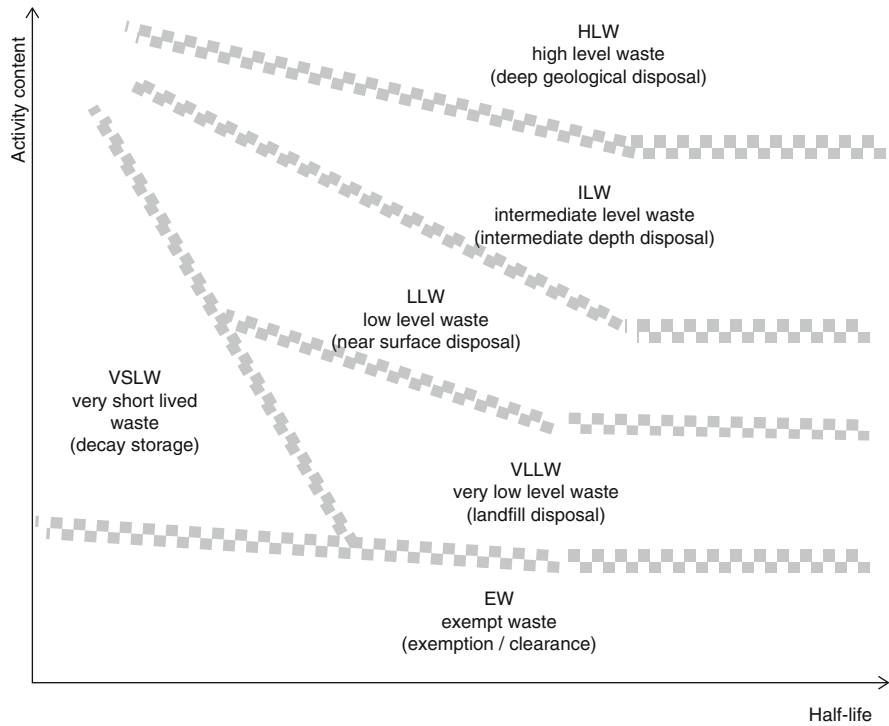 Activity content
HLW
high level waste
(deep geological disposal)
ILW
intermediate level waste
(intermediate depth disposal)
LLW
low level waste
(near surface disposal)
VSLW
very short lived
waste
(decay storage)
VLLW
very low level waste
(landfill disposal)
EW
exempt waste
(exemption / clearance)
Half-life